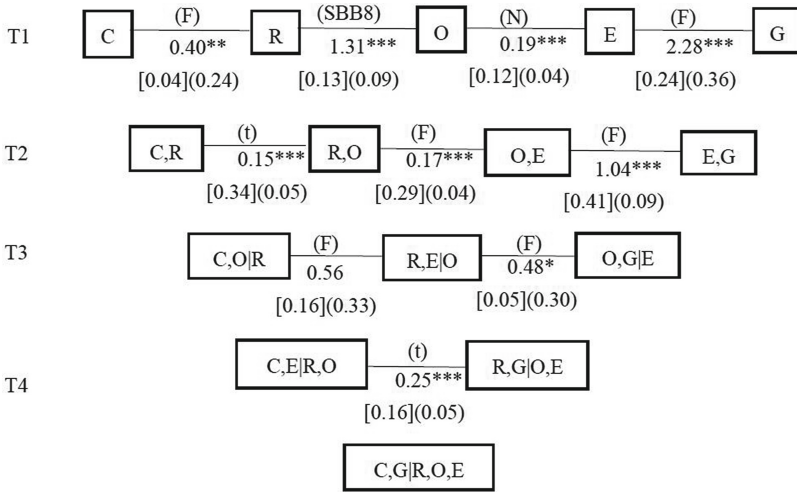 (F) (SBB8) (N) (F)
T1 C R O E G
0.40** 1.31*** 0.19*** 2.28***
[0.04](0.24) [0.13](0.09) [0.12](0.04) [0.24](0.36)
(t) (F) (F)
T2 C,R R,O O,E E,G
0.15*** 0.17*** 1.04***
[0.34](0.05) [0.29](0.04) [0.41](0.09)
(F) (F)
T3 C,O|R R,E|O O,G|E
0.56 0.48*
[0.16](0.33) [0.05](0.30)
(t)
C,E|R,O R,G|O,E
T4 0.25***
[0.16](0.05)
C,G|R,O,E